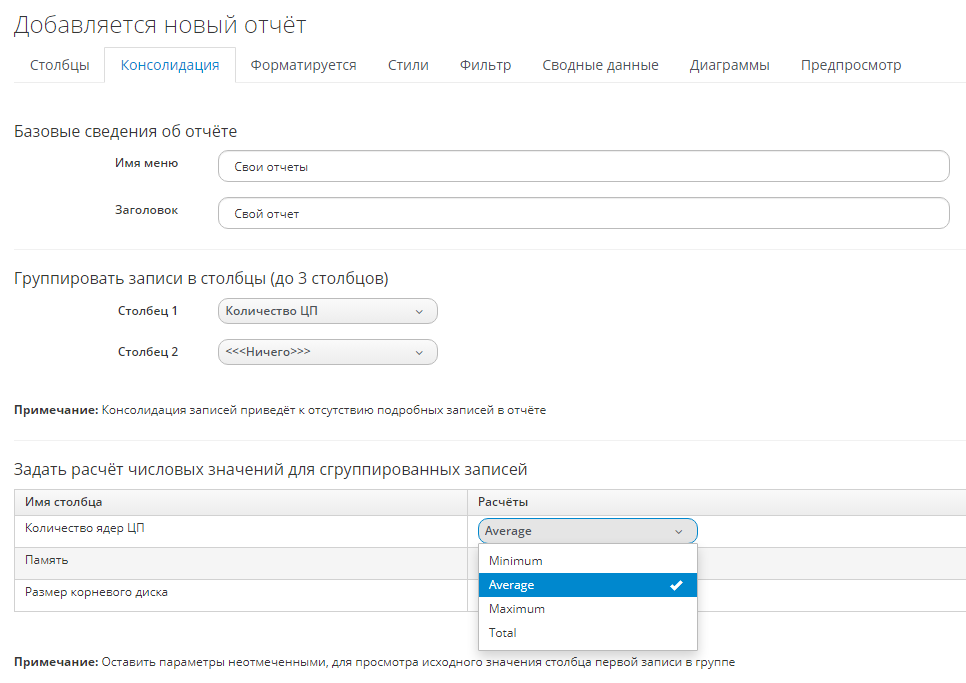 Добавляется новый отчёт
Столбцы Консолидация Форматируется Стили Фильтр Сводные данные Диаграммы Предпросмотр
Базовые сведения об отчёте
Имя меню Свои отчеты
Заголовок Свой отчет
Группировать записи в столбцы (до 3 столбцов)
Столбец 1 Количество ЦП
Столбец 2 <<<Ничего>>>
Примечание: Консолидация записей приведёт к отсутствию подробных записей в отчёте
Задать расчёт числовых значений для сгруппированных записей
Имя столбца Расчёты
Количество ядер ЦП Average
Память Minimum
Average
Размер корневого диска Maximum
Total
Примечание: Оставить параметры неотмеченными, для просмотра исходного значения столбца первой записи в группе